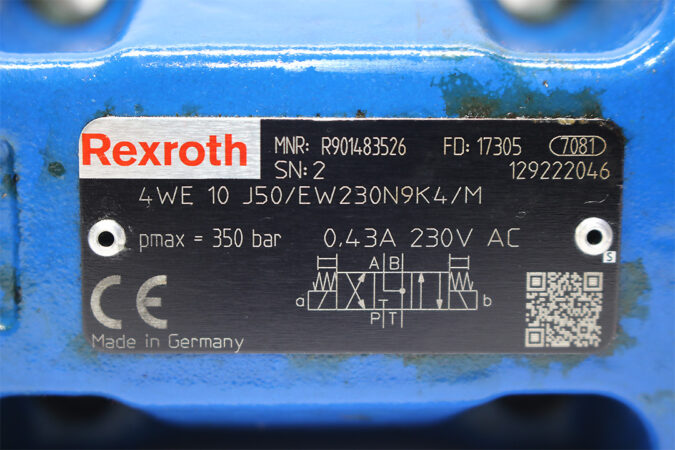 Rexroth
MNR: R901483526 FD: 17305 7081
SN: 2 129222046
4WE 10 J50/EW230N9K4/M
pmax = 350 bar 0.43A 230V AC
S
A B
a T b
P T
CE
Made in Germany